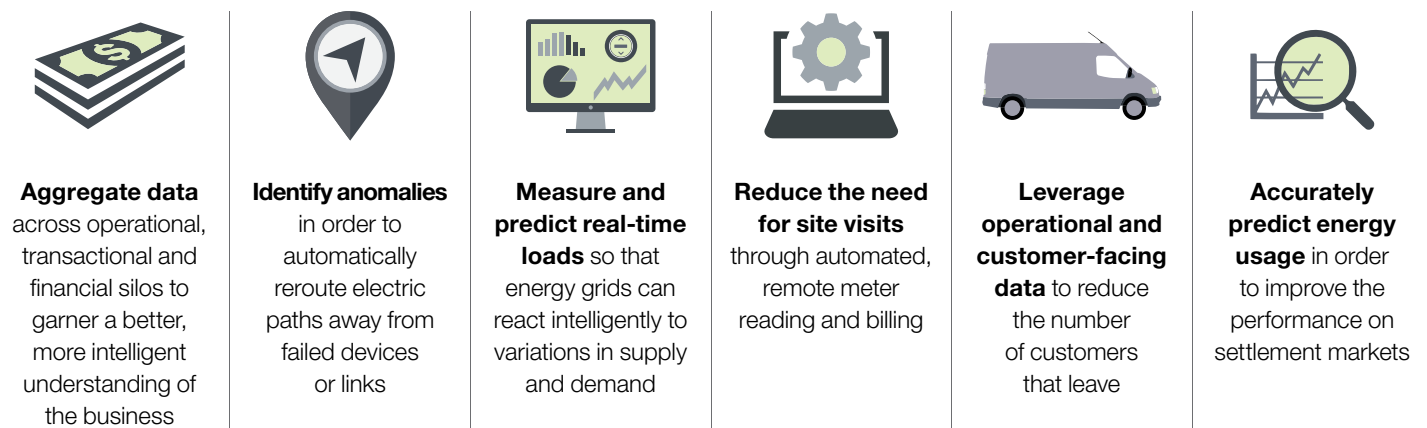 Aggregate data
across operational,
transactional and
financial silos to
garner a better,
more intelligent
understanding of
the business
Identify anomalies
in order to
automatically
reroute electric
paths away from
failed devices
or links
Measure and
predict real-time
loads so that
energy grids can
react intelligently to
variations in supply
and demand
Reduce the need
for site visits
through automated,
remote meter
reading and billing
Leverage
operational and
customer-facing
data to reduce
the number
of customers
that leave
Accurately
predict energy
usage in order
to improve the
performance on
settlement markets